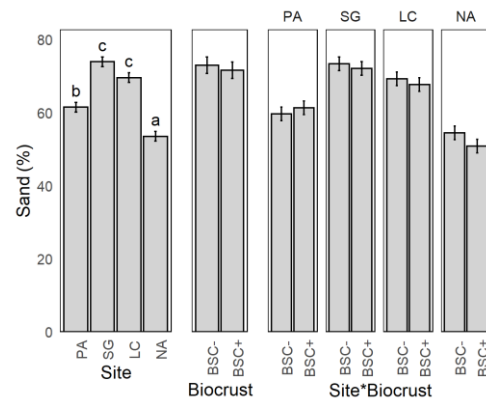 PA SG LC NA
80
60
40
20
0
Sand (%)
b c c a
PA SG LC NA
BSC- BSC+
BSC- BSC+ BSC- BSC+ BSC- BSC+ BSC- BSC+
Site Biocrust Site*Biocrust